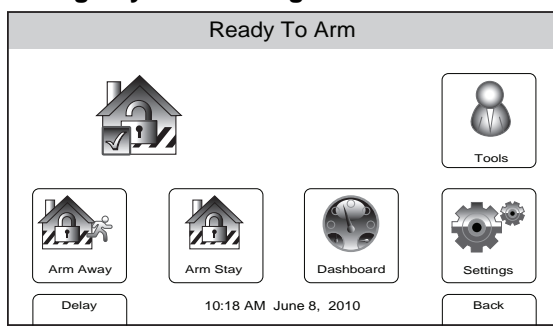 Ready To Arm
Tools
Arm Away
Arm Stay
Dashboard
Settings
Delay
10:18 AM June 8, 2010
Back